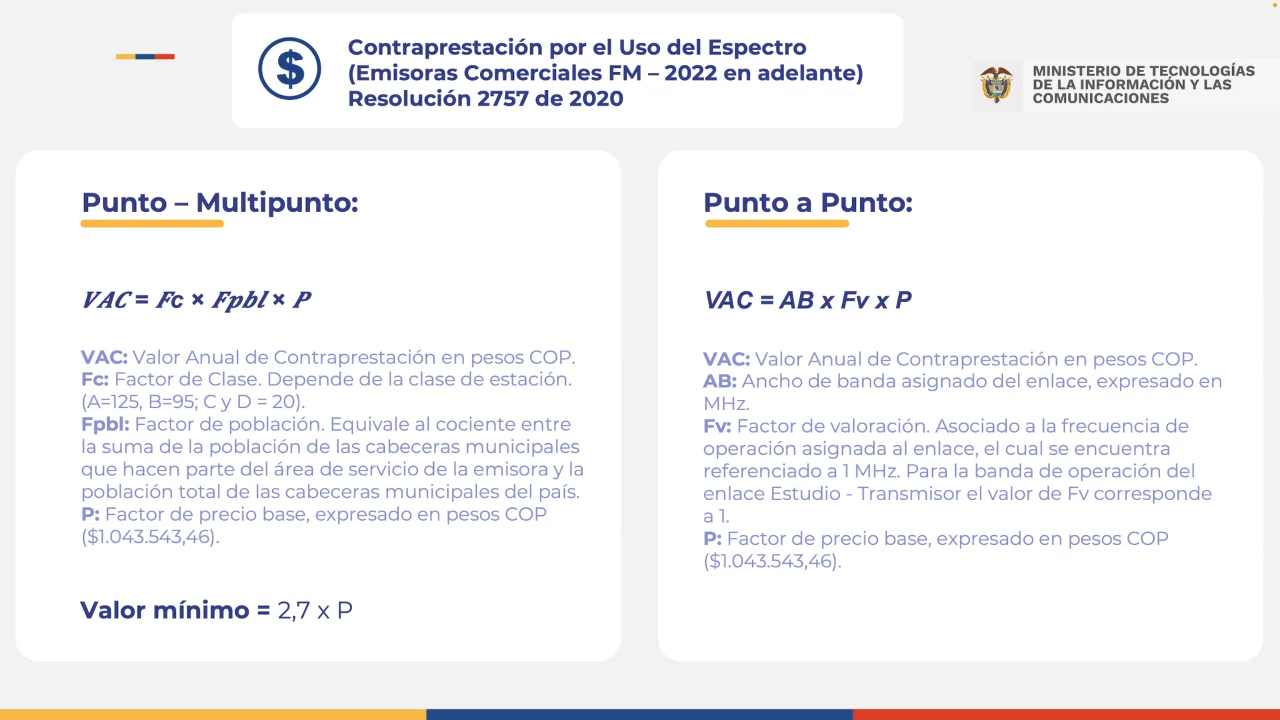 Contraprestación por el Uso del Espectro
(Emisoras Comerciales FM – 2022 en adelante)
Resolución 2757 de 2020
MINISTERIO DE TECNOLOGÍAS
DE LA INFORMACIÓN Y LAS
COMUNICACIONES
Punto – Multipunto:
VAC = Fc × Fpbl × P
VAC: Valor Anual de Contraprestación en pesos COP.
Fc: Factor de Clase. Depende de la clase de estación.
(A=125, B=95; C y D = 20).
Fpbl: Factor de población. Equivale al cociente entre
la suma de la población de las cabeceras municipales
que hacen parte del área de servicio de la emisora y la
población total de las cabeceras municipales del país.
P: Factor de precio base, expresado en pesos COP
($1.043.543,46).
Valor mínimo = 2,7 x P
Punto a Punto:
VAC = AB x Fv x P
VAC: Valor Anual de Contraprestación en pesos COP.
AB: Ancho de banda asignado del enlace, expresado en
MHz.
Fv: Factor de valoración. Asociado a la frecuencia de
operación asignada al enlace, el cual se encuentra
referenciado a 1 MHz. Para la banda de operación del
enlace Estudio - Transmisor el valor de Fv corresponde
a 1.
P: Factor de precio base, expresado en pesos COP
($1.043.543,46).